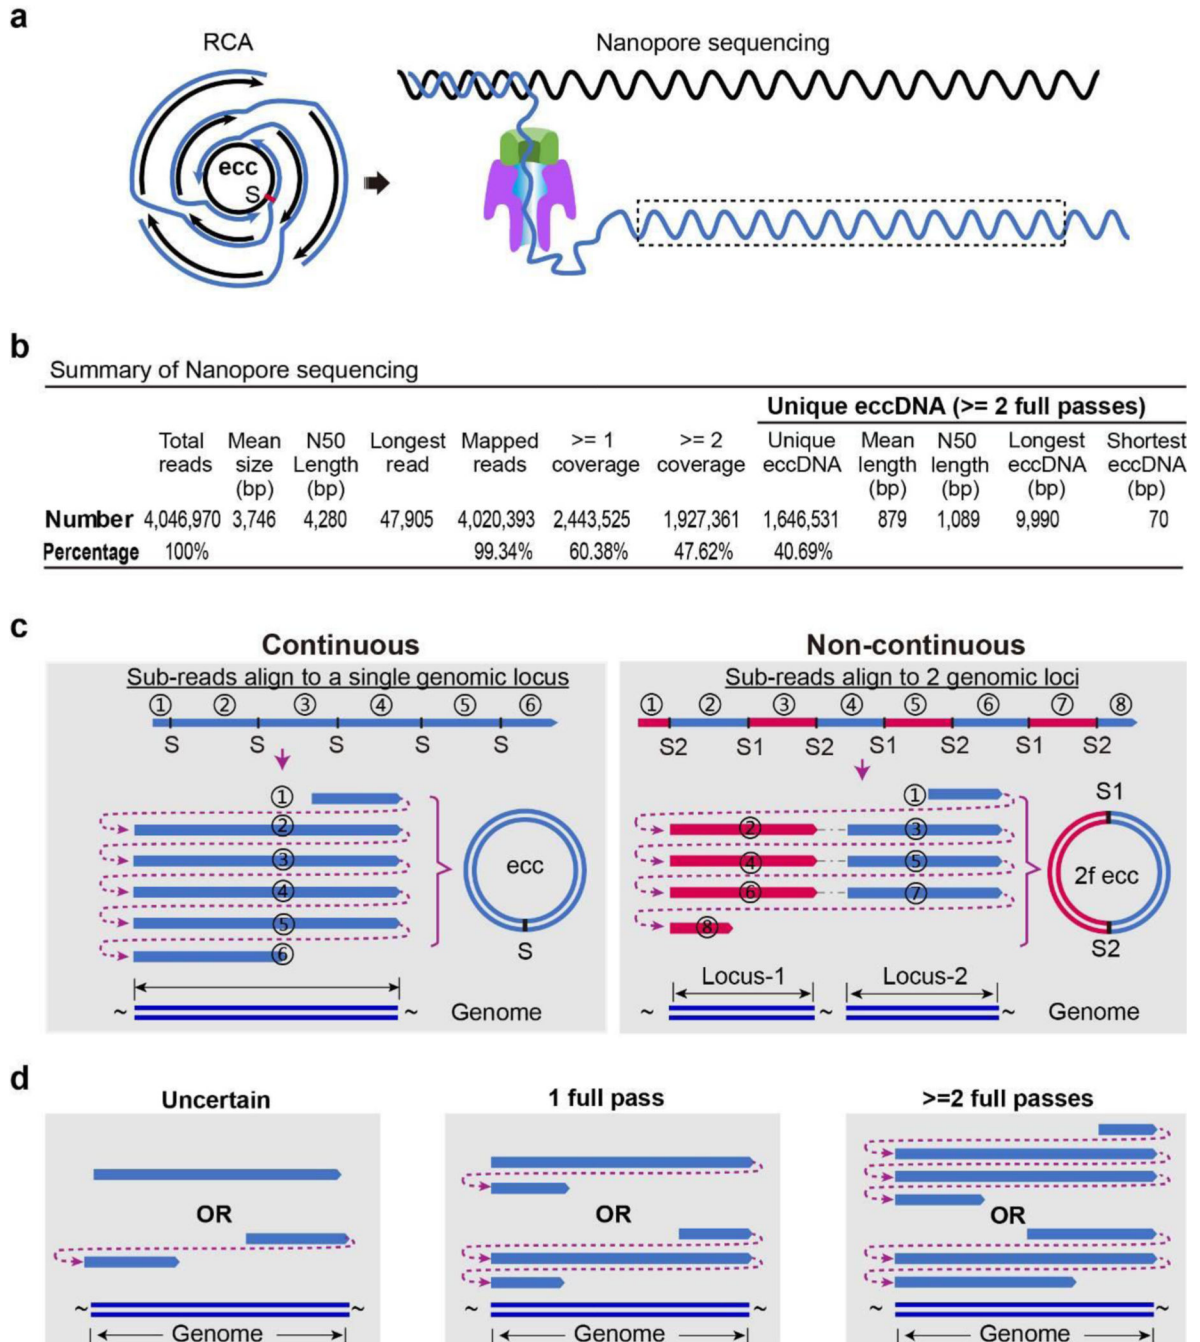 a
RCA
Nanopore sequencing
ecc
S
b
Summary of Nanopore sequencing
Unique eccDNA (>= 2 full passes)
Total reads Mean size (bp) N50 Length (bp) Longest read Mapped reads >= 1 coverage >= 2 coverage Unique eccDNA Mean length (bp) N50 length (bp) Longest eccDNA (bp) Shortest eccDNA (bp)
Number 4,046,970 3,746 4,280 47,905 4,020,393 2,443,525 1,927,361 1,646,531 879 1,089 9,990 70
Percentage 100% 99.34% 60.38% 47.62% 40.69%
c
Continuous
Sub-reads align to a single genomic locus
① ② ③ ④ ⑤ ⑥
S S S S S
①
②
③
④
⑤
⑥
ecc
S
~ ~ Genome
Non-continuous
Sub-reads align to 2 genomic loci
① ② ③ ④ ⑤ ⑥ ⑦ ⑧
S2 S1 S2 S1 S2 S1 S2
①
② ③
④ ⑤
⑥ ⑦
⑧
S1
2f ecc
S2
Locus-1 Locus-2
~ ~ ~ Genome
d
Uncertain
OR
~ ~
Genome
1 full pass
OR
~ ~
Genome
>=2 full passes
OR
~ ~
Genome